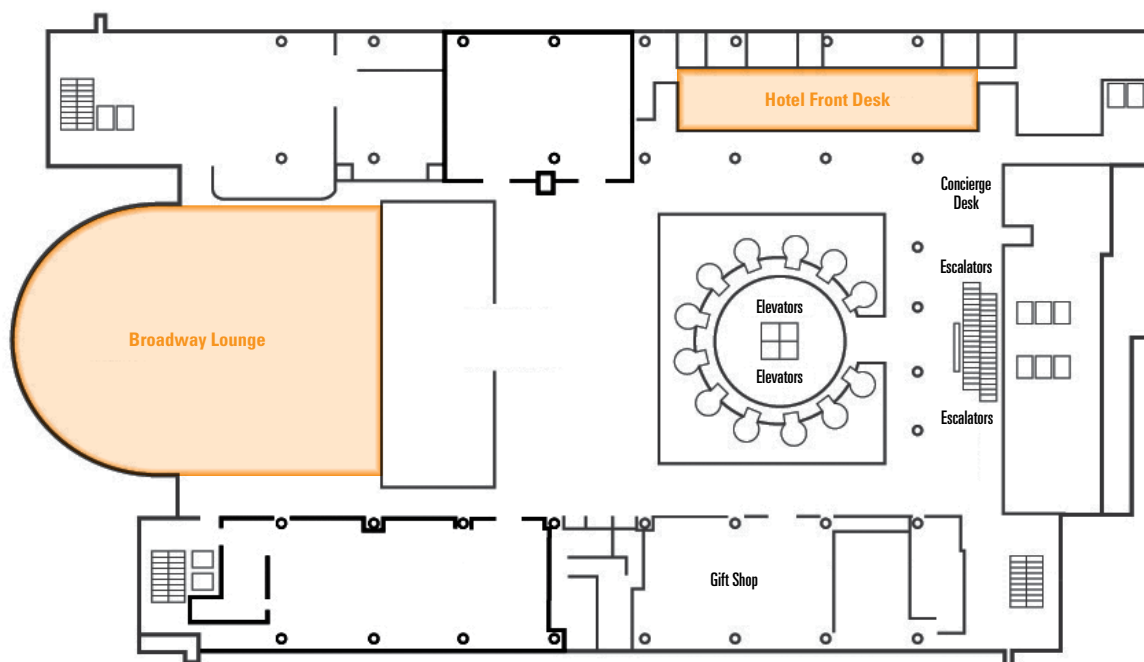 Hotel Front Desk
Concierge
Desk
Escalators
Elevators
Broadway Lounge
Elevators
Escalators
Gift Shop